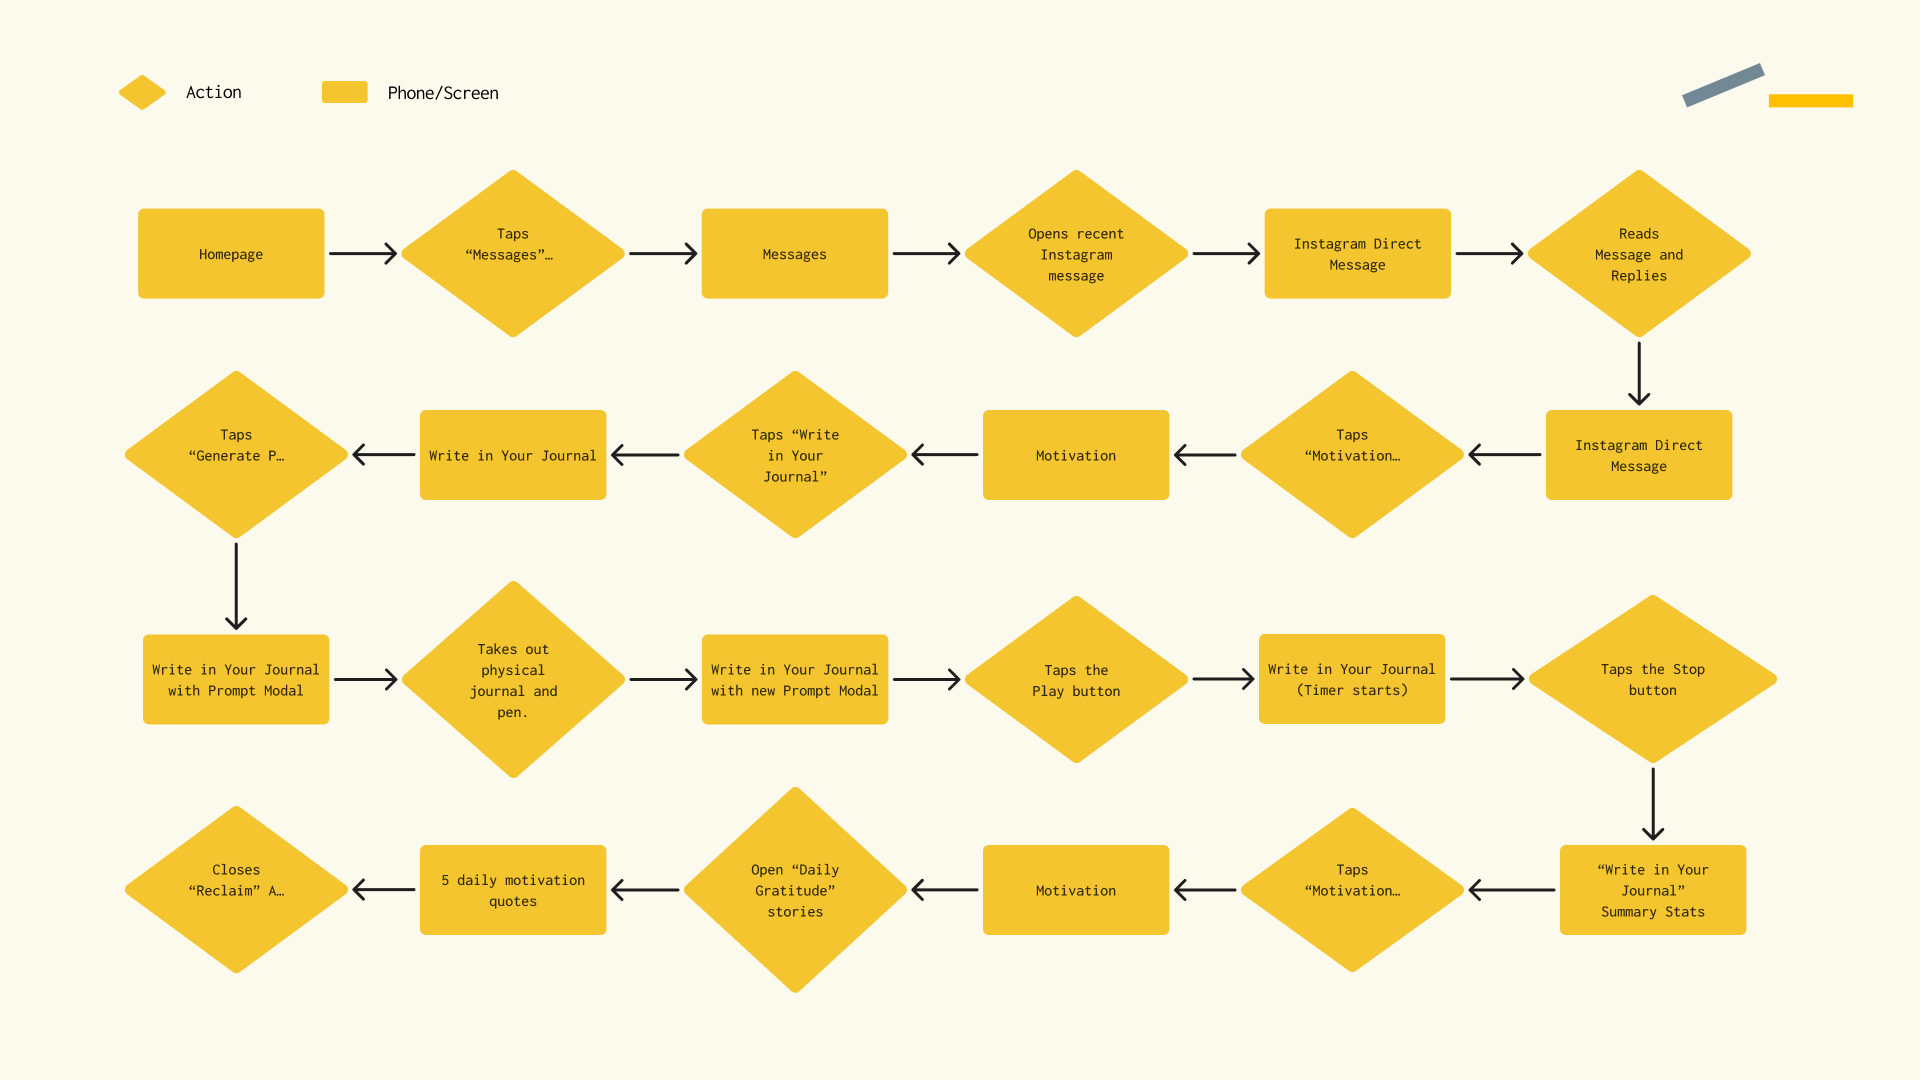 Action
Phone/Screen
Homepage
Taps
“Messages”…
Messages
Opens recent
Instagram
message
Instagram Direct
Message
Reads
Message and
Replies
Instagram Direct
Message
Taps
“Motivation…
Motivation
Taps “Write
in Your
Journal”
Write in Your Journal
Taps
“Generate P…
Write in Your Journal
with Prompt Modal
Takes out
physical
journal and
pen.
Write in Your Journal
with new Prompt Modal
Taps the
Play button
Write in Your Journal
(Timer starts)
Taps the Stop
button
“Write in Your
Journal”
Summary Stats
Taps
“Motivation…
Motivation
Open “Daily
Gratitude”
stories
5 daily motivation
quotes
Closes
“Reclaim” A…